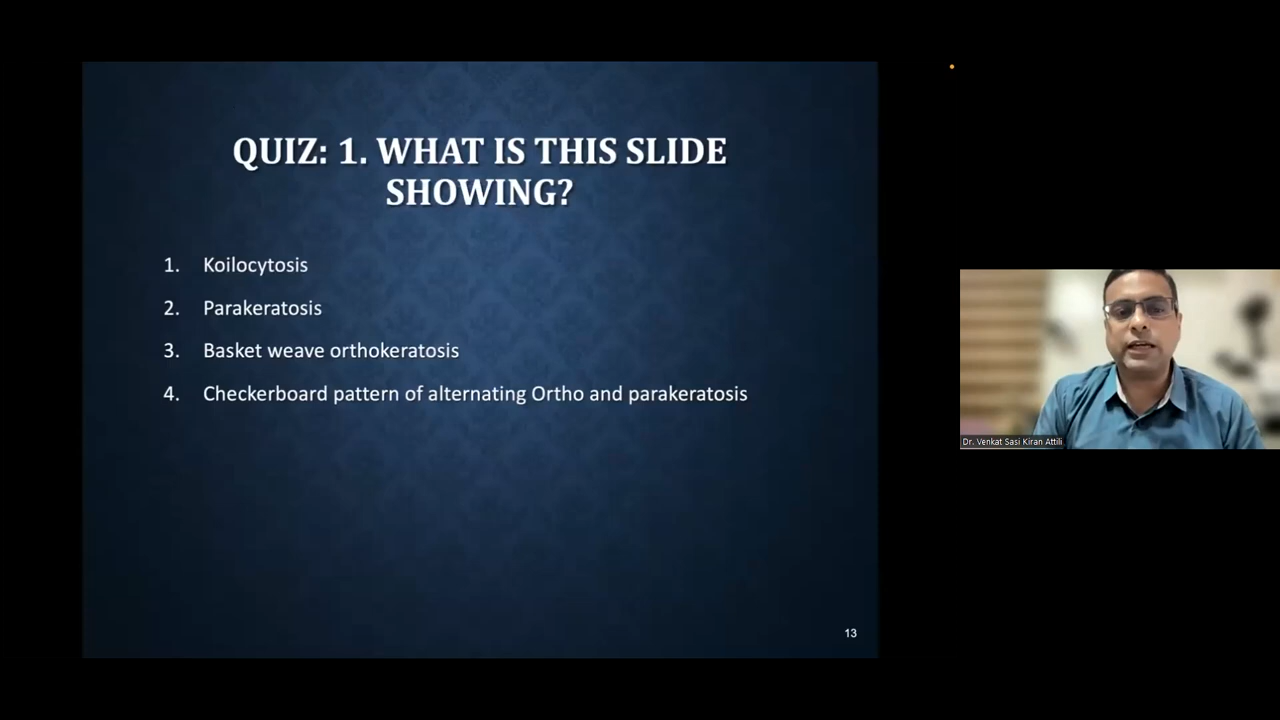 QUIZ: 1. WHAT IS THIS SLIDE
SHOWING?
1. Koilocytosis
2. Parakeratosis
3. Basket weave orthokeratosis
4. Checkerboard pattern of alternating Ortho and parakeratosis
Dr. Venkat Sasi Kiran Attili
13